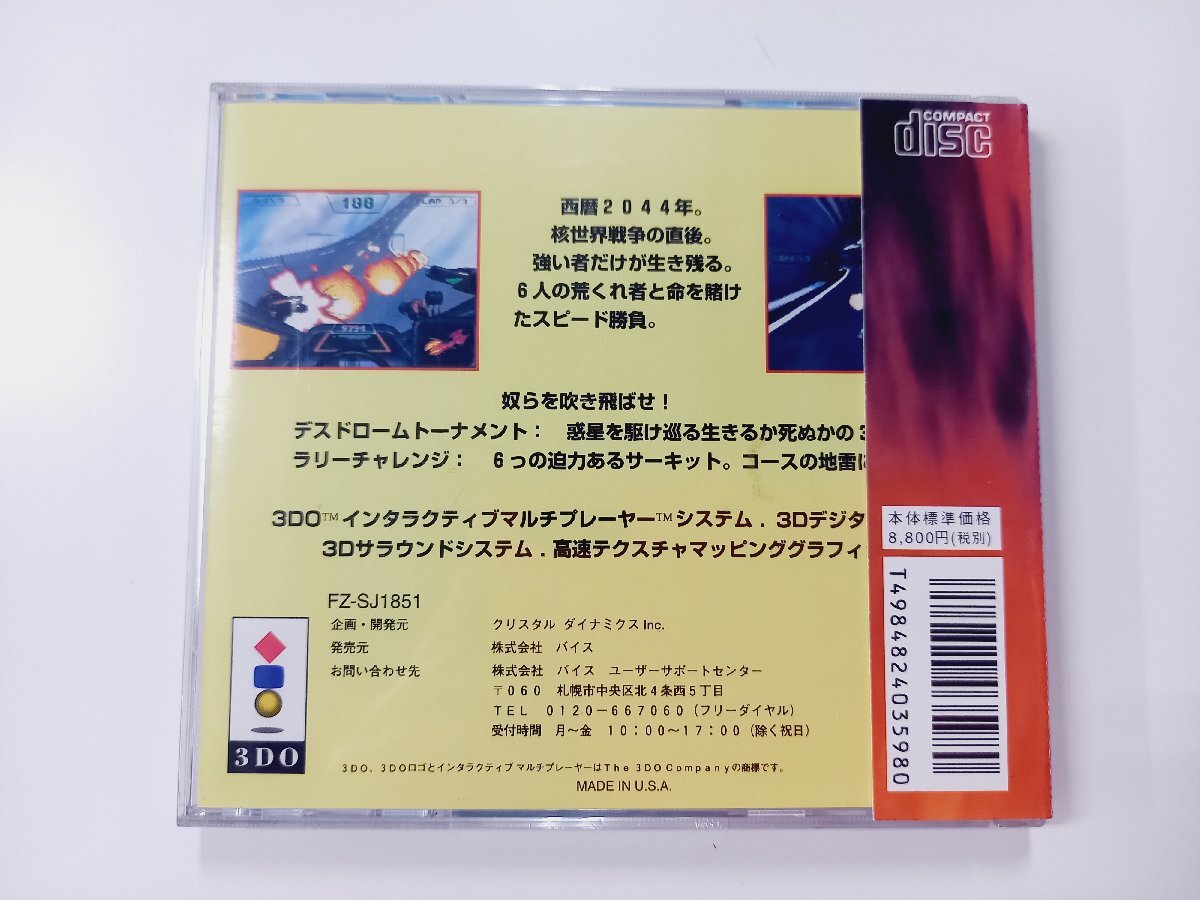 COMPACT
disc
188
LAP 3/3
西暦2044年。
核世界戦争の直後。
強い者だけが生き残る。
6人の荒くれ者と命を賭け
たスピード勝負。
奴らを吹き飛ばせ!
デスドロームトーナメント: 惑星を駆け巡る生きるか死ぬかの3
ラリーチャレンジ: 6つの迫力あるサーキット。コースの地雷に
3DO™インタラクティブマルチプレーヤー™システム.3Dデジタ
3Dサラウンドシステム.高速テクスチャマッピンググラフィ
本体標準価格
8,800円(税別)
T4984824035980
FZ-SJ1851
企画・開発元 クリスタル ダイナミクスInc.
発売元 株式会社 バイス
お問い合わせ先 株式会社 バイス ユーザーサポートセンター
〒060 札幌市中央区北4条西5丁目
TEL 0120-667060(フリーダイヤル)
受付時間 月~金 10:00~17:00(除く祝日)
3DO
3DO、3DOロゴとインタラクティブ マルチプレーヤーはThe 3DO Companyの商標です。
MADE IN U.S.A.